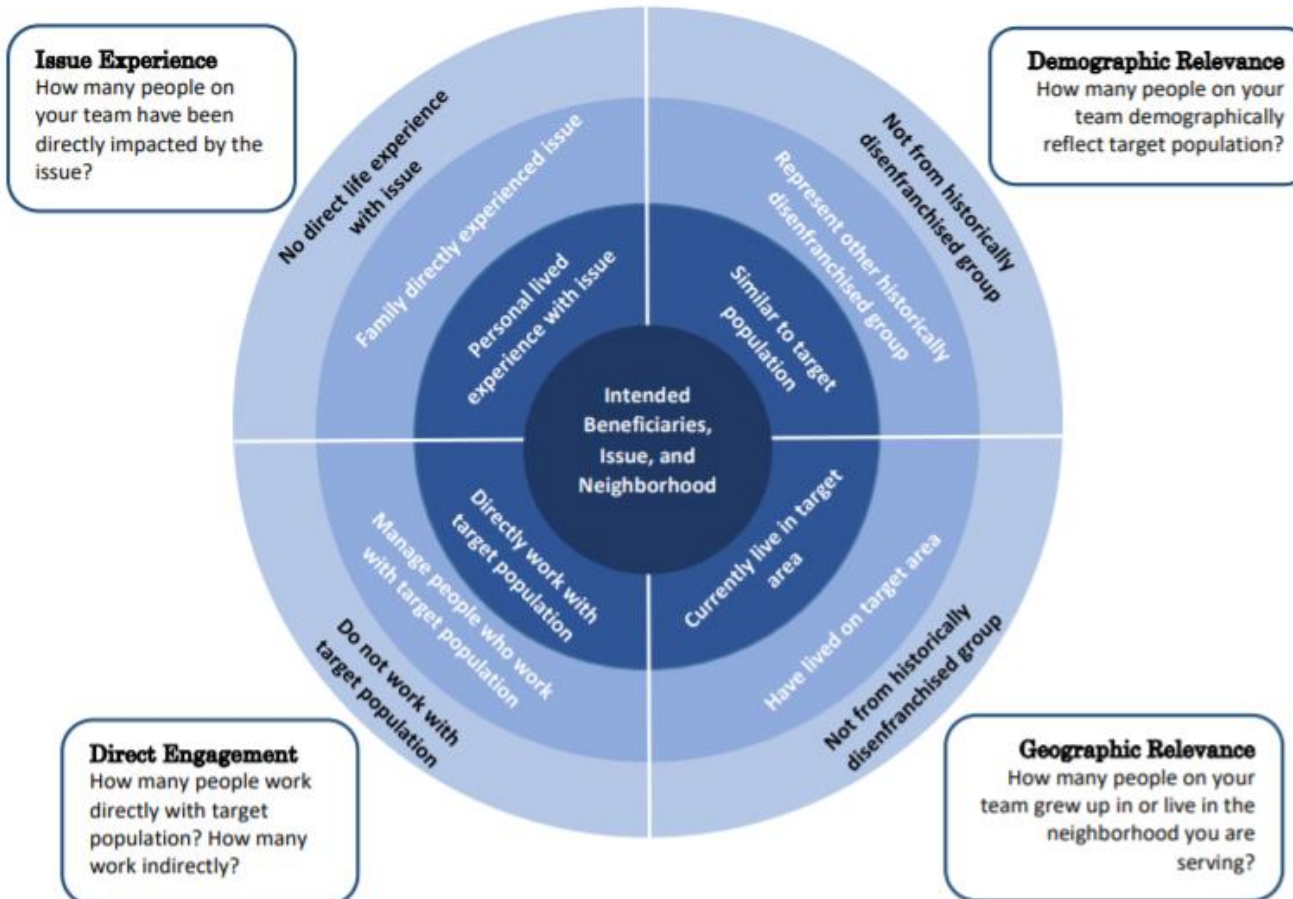 Issue Experience
How many people on
your team have been
directly impacted by the
issue?
Demographic Relevance
How many people on your
team demographically
reflect target population?
No direct life experience
with issue
Family directly experienced issue
Personal lived
experience with issue
Not from historically
disenfranchised group
Represent other historically
disenfranchised group
Similar to target
population
Intended
Beneficiaries,
Issue, and
Neighborhood
Directly work with
target population
Manage people who work
with target population
Do not work with
target population
Currently live in target
area
Have lived on target area
Not from historically
disenfranchised group
Direct Engagement
How many people work
directly with target
population? How many
work indirectly?
Geographic Relevance
How many people on your
team grew up in or live in the
neighborhood you are
serving?